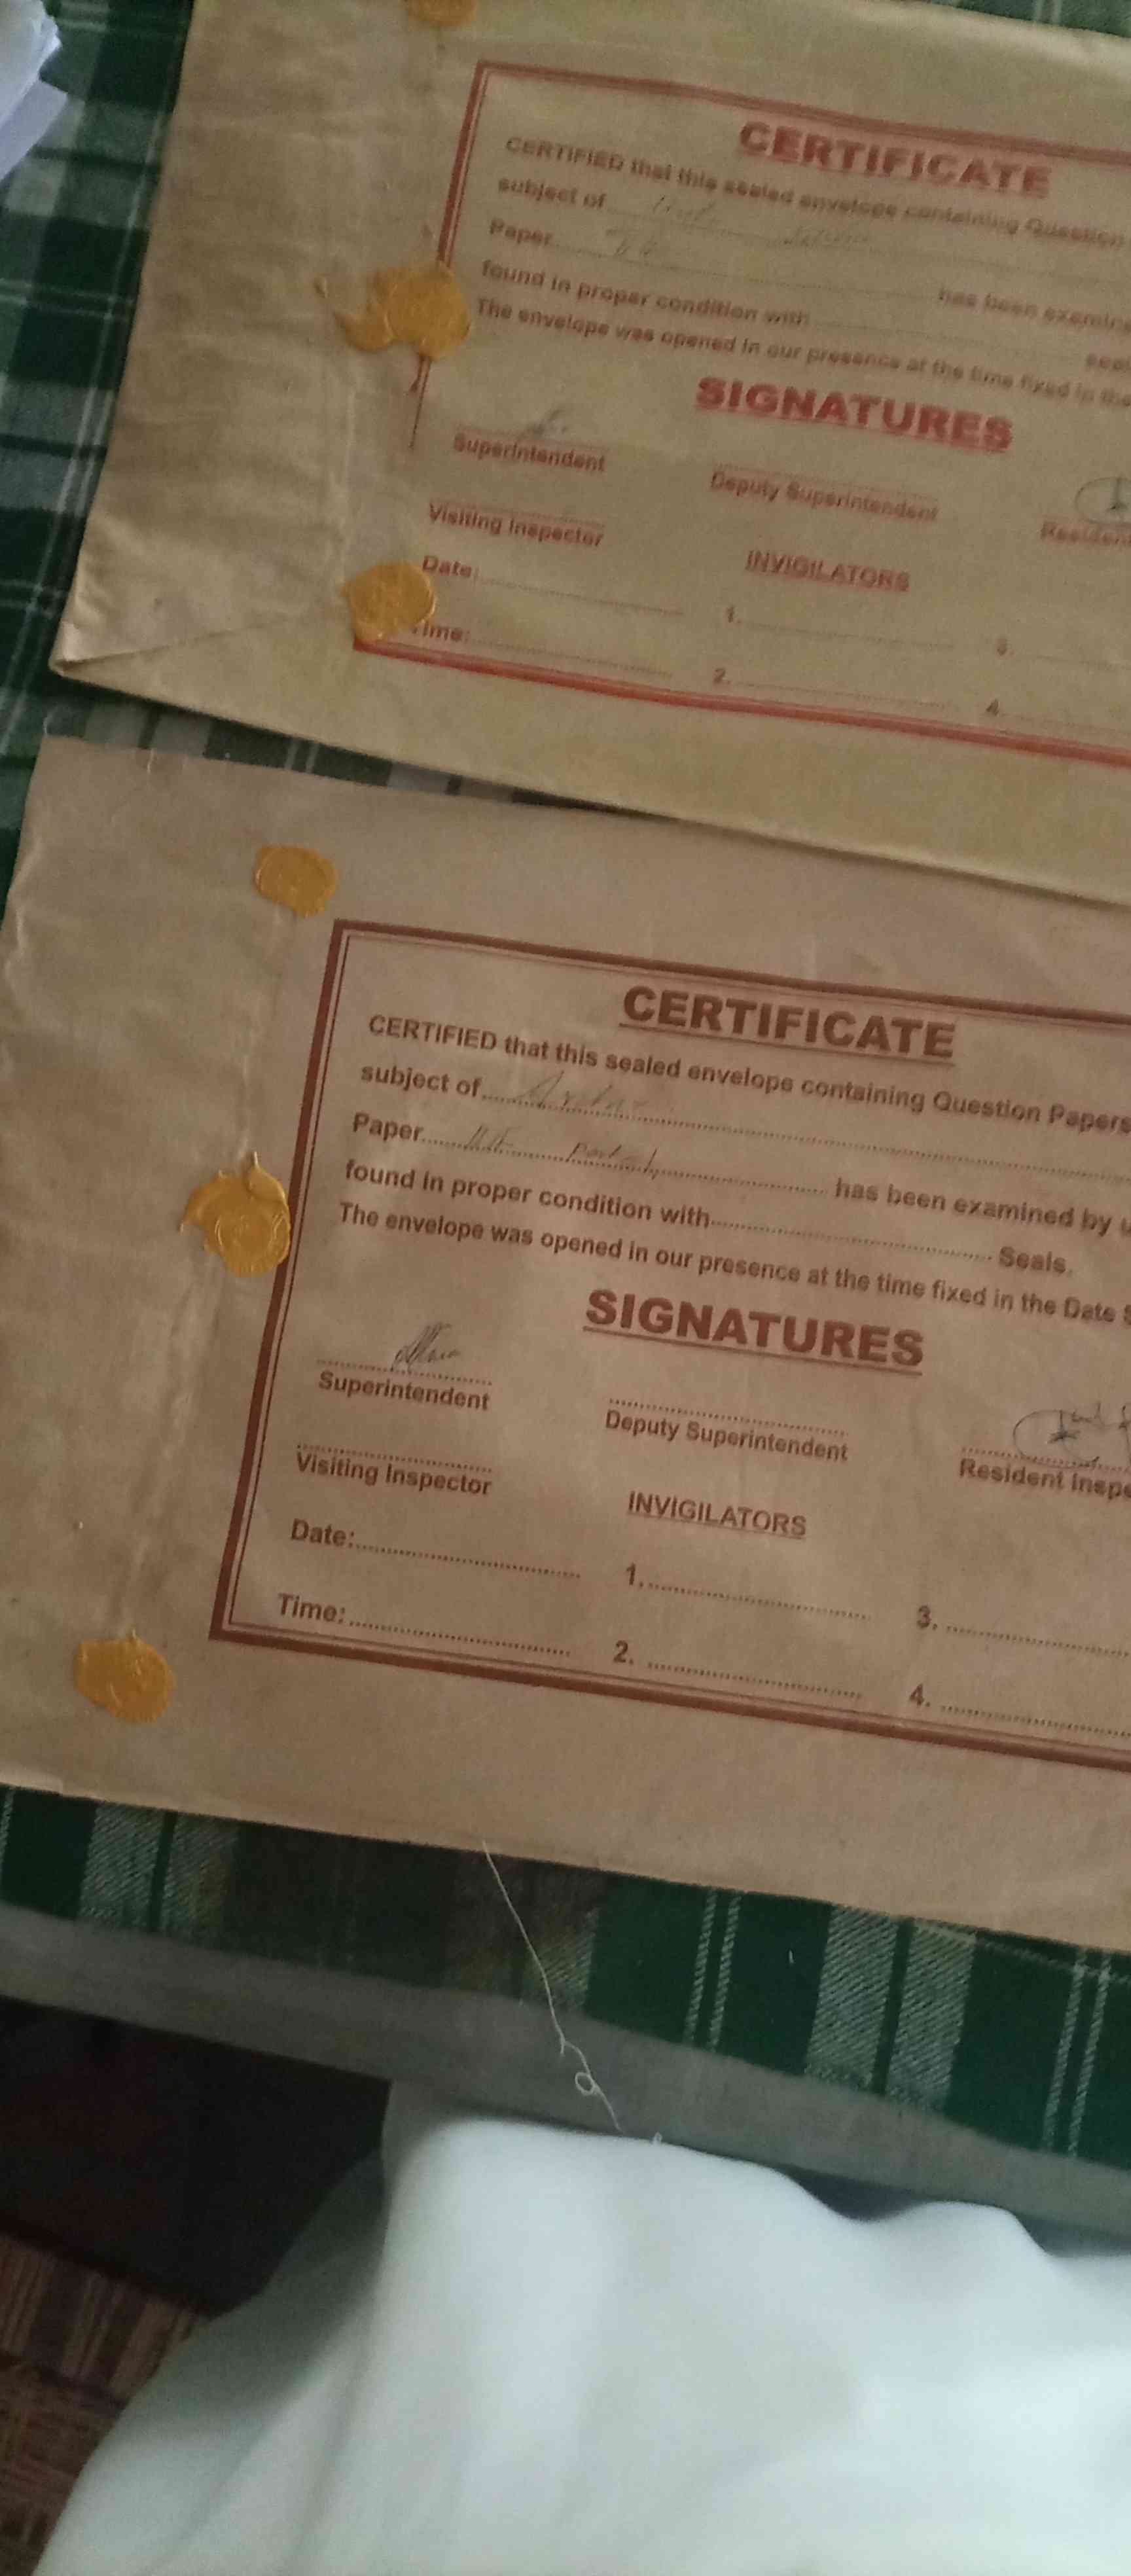 CERTIFICATE
CERTIFIED that this sealed envelope containing Question
subject of
Paper
has been examine
found in proper condition with
The envelope was opened in our presence at the time fixed in the
SIGNATURES
Superintendent
Deputy Superintendent
Visiting Inspector
INVIGILATORS
Date:
1.
3.
Time:
2.
4.
CERTIFICATE
CERTIFIED that this sealed envelope containing Question Papers
subject of
Paper has been examined by u
found in proper condition with Seals.
The envelope was opened in our presence at the time fixed in the Date S
SIGNATURES
Superintendent
Deputy Superintendent
Resident Inspe
Visiting Inspector
INVIGILATORS
Date:
1.
3.
Time:
2.
4.